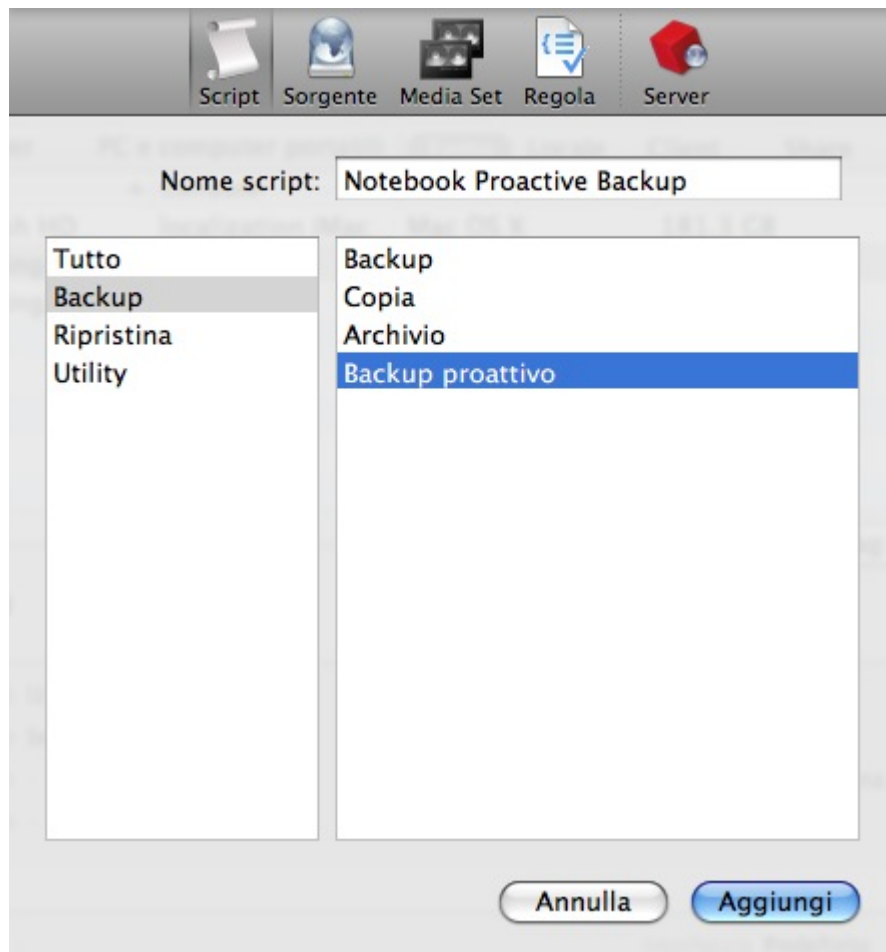 Script Sorgente Media Set Regola Server
Nome script: Notebook Proactive Backup
Tutto
Backup
Ripristina
Utility
Backup
Copia
Archivio
Backup proattivo
Annulla Aggiungi